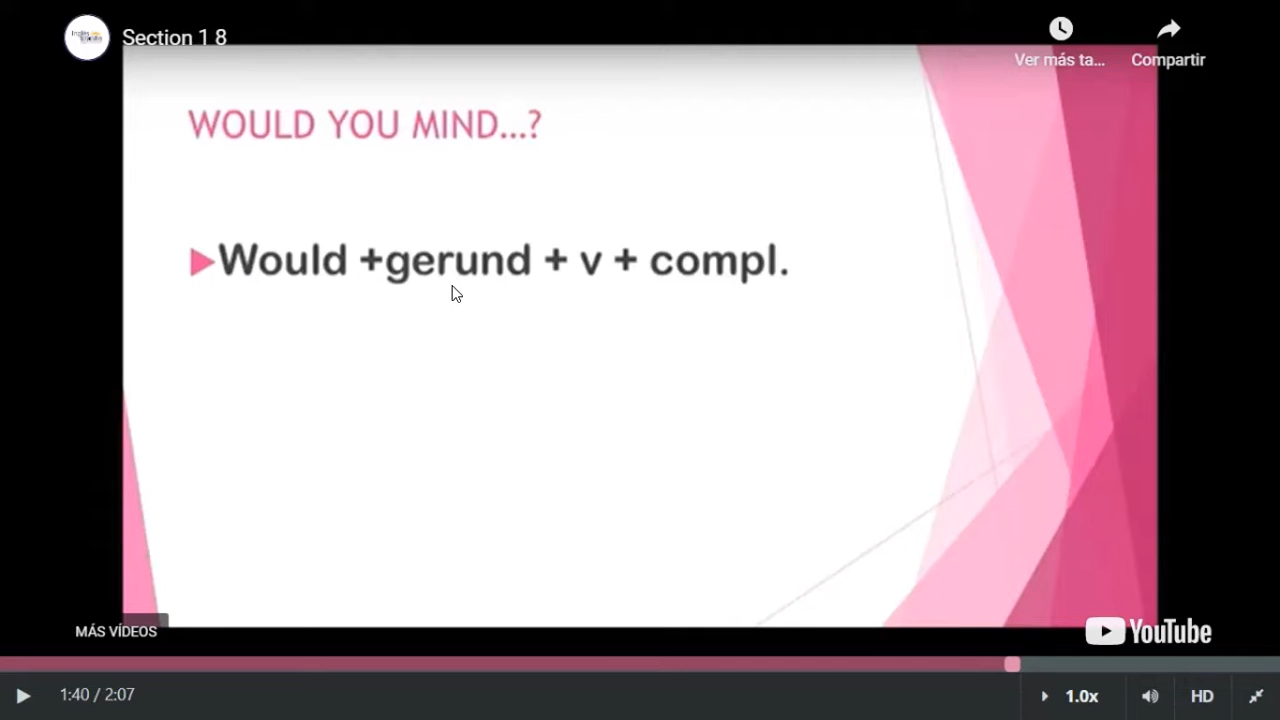 Section 1 8
Ver más ta...
Compartir
WOULD YOU MIND...?
Would +gerund + v + compl.
MÁS VÍDEOS
YouTube
1:40 / 2:07
1.0x
HD